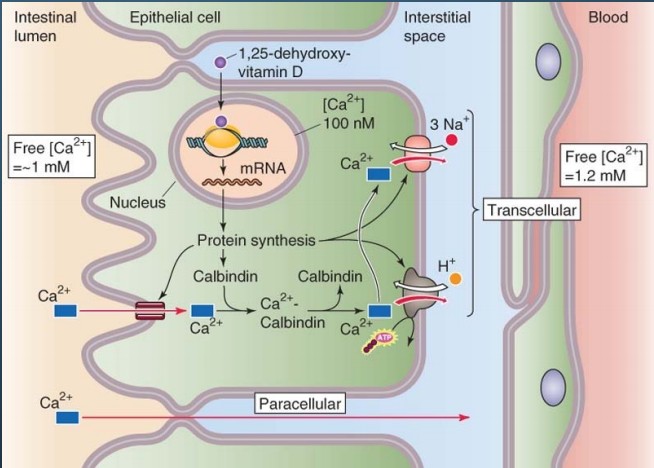 Intestinal
lumen
Epithelial cell
Interstitial
space
Blood
1,25-dehydroxy-
vitamin D
[Ca²⁺]
100 nM
3 Na⁺
Free [Ca²⁺]
=~1 mM
Ca²⁺
mRNA
Free [Ca²⁺]
=1.2 mM
Nucleus
Transcellular
Protein synthesis
H⁺
Calbindin
Calbindin
Ca²⁺
Ca²⁺
Ca²⁺-
Calbindin
Ca²⁺
ATP
Ca²⁺
Paracellular